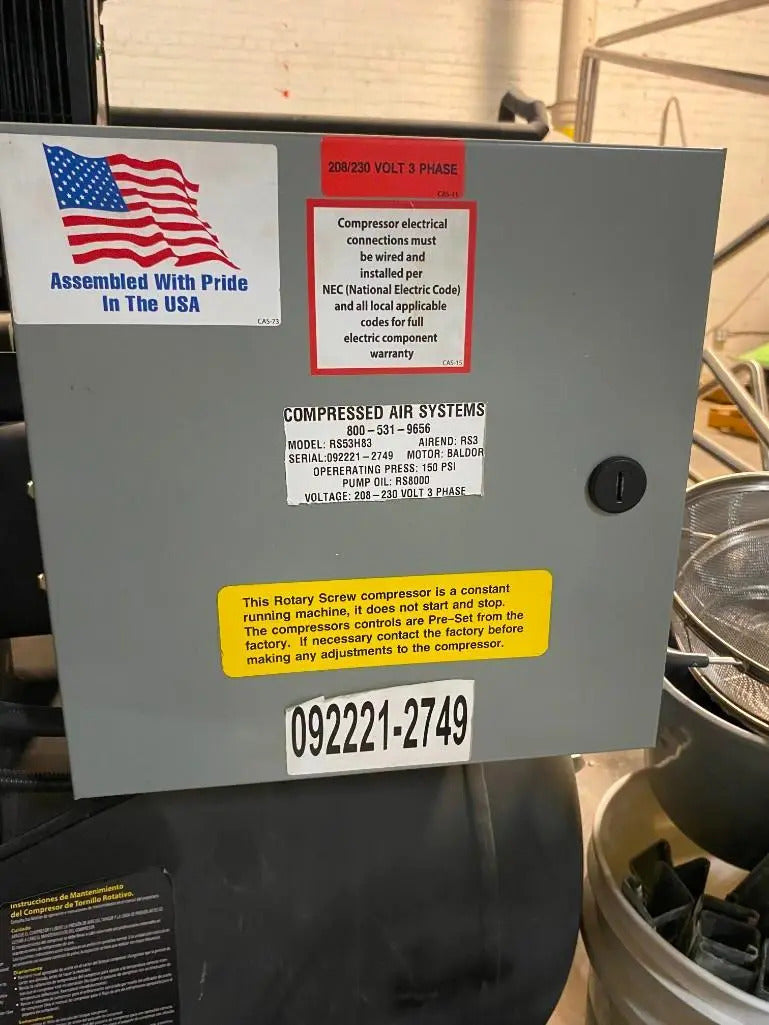 Assembled With Pride
In The USA
CAS-73
208/230 VOLT 3 PHASE
CAS-11
Compressor electrical
connections must
be wired and
installed per
NEC (National Electric Code)
and all local applicable
codes for full
electric component
warranty
CAS-15
COMPRESSED AIR SYSTEMS
800-531-9656
MODEL: RS53H83 AIREND: RS3
SERIAL:092221-2749 MOTOR: BALDOR
OPERERATING PRESS: 150 PSI
PUMP OIL: RS8000
VOLTAGE: 208-230 VOLT 3 PHASE
This Rotary Screw compressor is a constant
running machine, it does not start and stop.
The compressors controls are Pre-Set from the
factory. If necessary contact the factory before
making any adjustments to the compressor.
092221-2749
Instrucciones de Mantenimiento
del Compresor de Tornillo Rotativo.
Cuidado
Diariamente